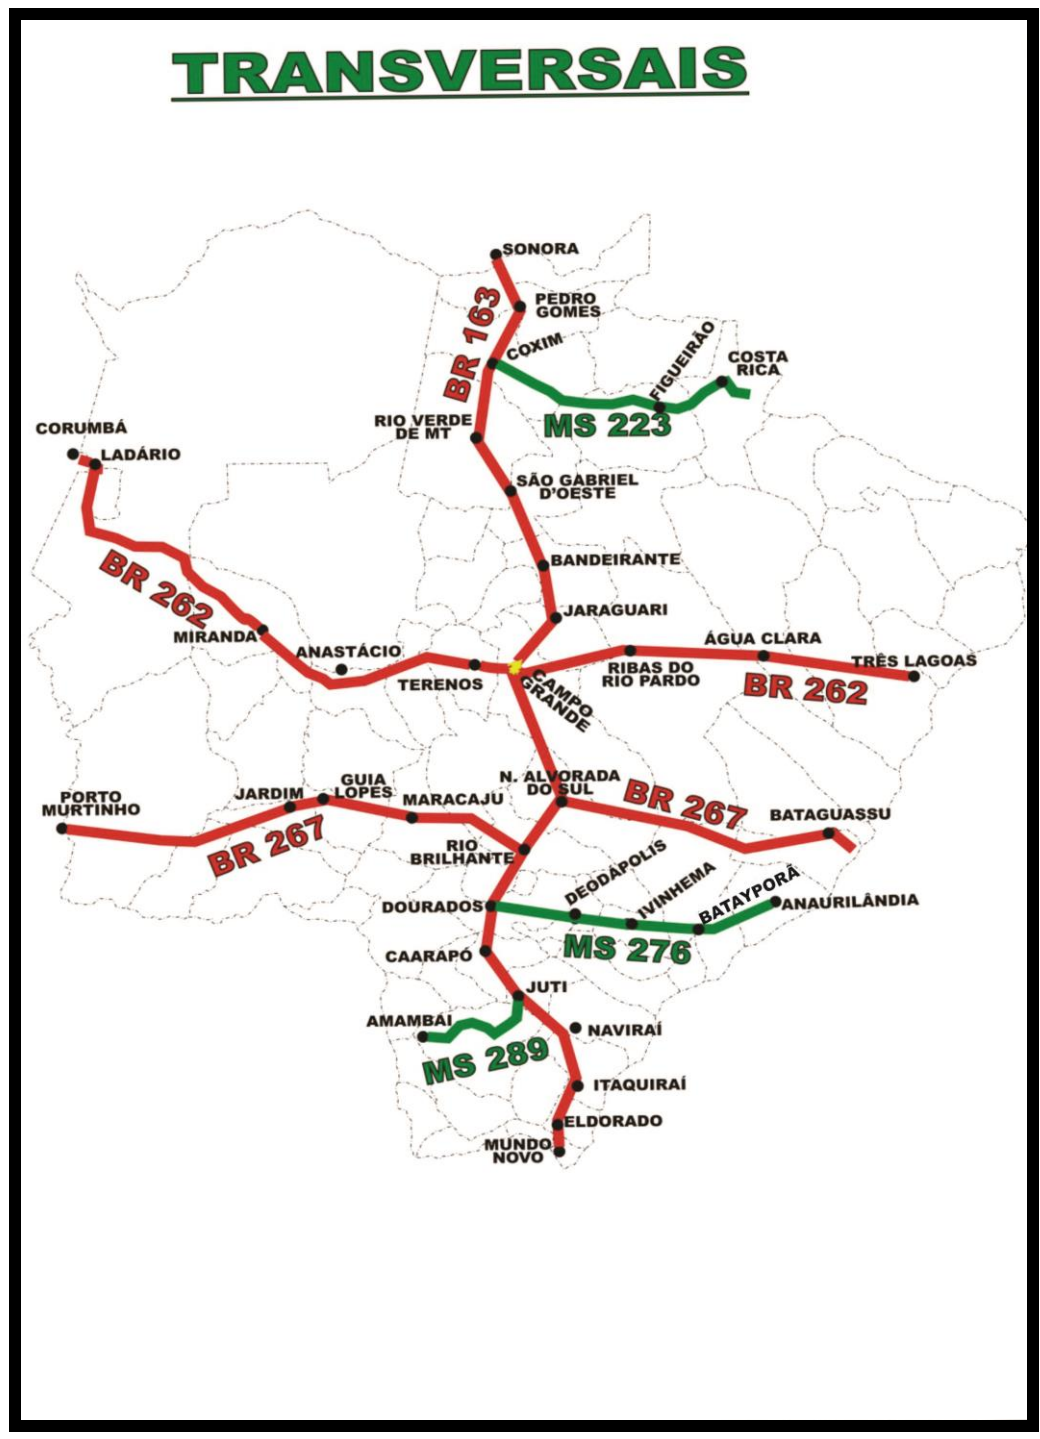 TRANSVERSAIS
SONORA
BR 163
PEDRO
GOMES
COXIM
FIGUEIRÃO
COSTA
RICA
MS 223
RIO VERDE
DE MT
CORUMBÁ
LADÁRIO
SÃO GABRIEL
D'OESTE
BR 262
BANDEIRANTE
JARAGUARI
MIRANDA
ANASTÁCIO
TERENOS
CAMPO
GRANDE
RIBAS DO
RIO PARDO
ÁGUA CLARA
TRÊS LAGOAS
BR 262
PORTO
MURTINHO
JARDIM
GUIA
LOPES
MARACAJU
N. ALVORADA
DO SUL
BR 267
BATAGUASSU
BR 267
RIO
BRILHANTE
DEODÁPOLIS
IVINHEMA
BATAYPORÃ
ANAURILÂNDIA
DOURADOS
MS 276
CAARAPÓ
JUTI
AMAMBAI
MS 289
NAVIRAÍ
ITAQUIRAÍ
ELDORADO
MUNDO
NOVO